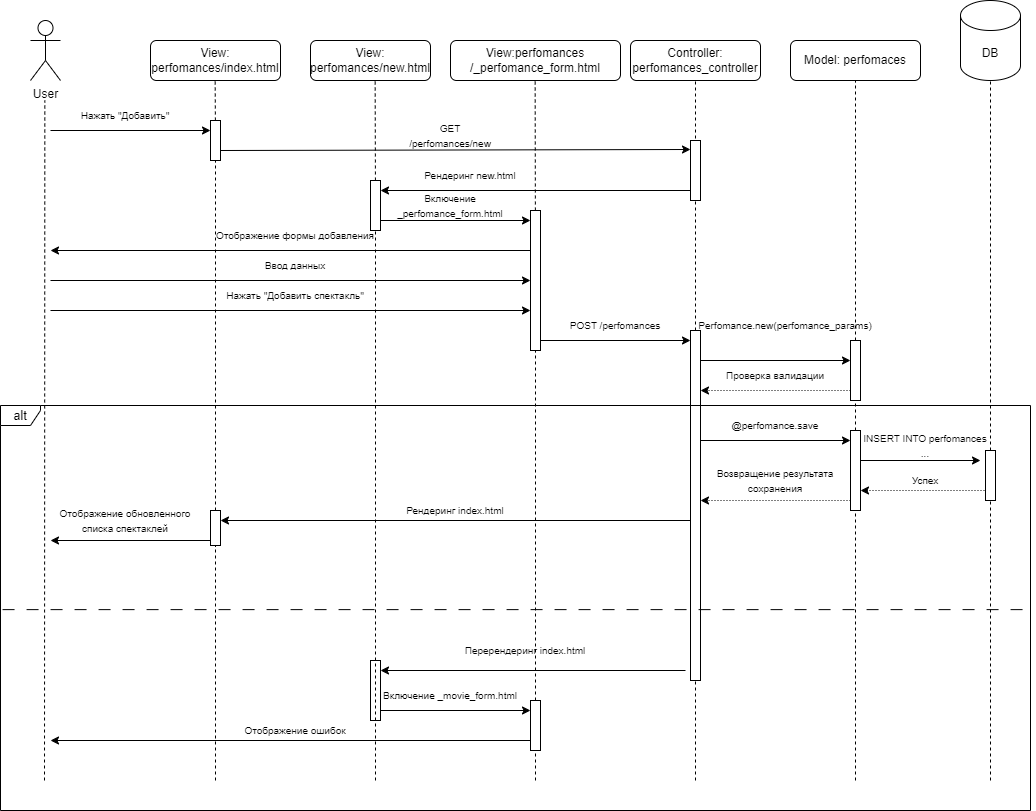 User
View:
perfomances/index.html
View:
perfomances/new.html
View:perfomances
/_perfomance_form.html
Controller:
perfomances_controller
Model: perfomaces
DB
Нажать "Добавить"
GET
/perfomances/new
Рендеринг new.html
Включение
_perfomance_form.html
Отображение формы добавления
Ввод данных
Нажать "Добавить спектакль"
POST /perfomances
Perfomance.new(perfomance_params)
Проверка валидации
alt
@perfomance.save
INSERT INTO perfomances
...
Успех
Возвращение результата
сохранения
Рендеринг index.html
Отображение обновленного
списка спектаклей
Перерендеринг index.html
Включение _movie_form.html
Отображение ошибок